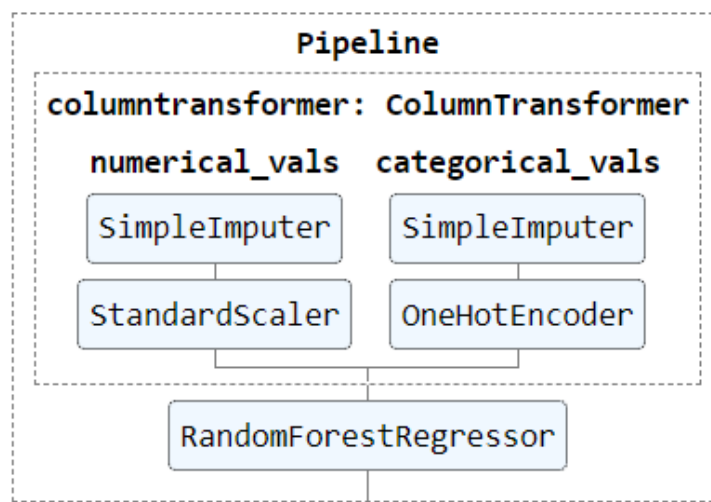 Pipeline
columntransformer: ColumnTransformer
numerical_vals categorical_vals
SimpleImputer SimpleImputer
StandardScaler OneHotEncoder
RandomForestRegressor